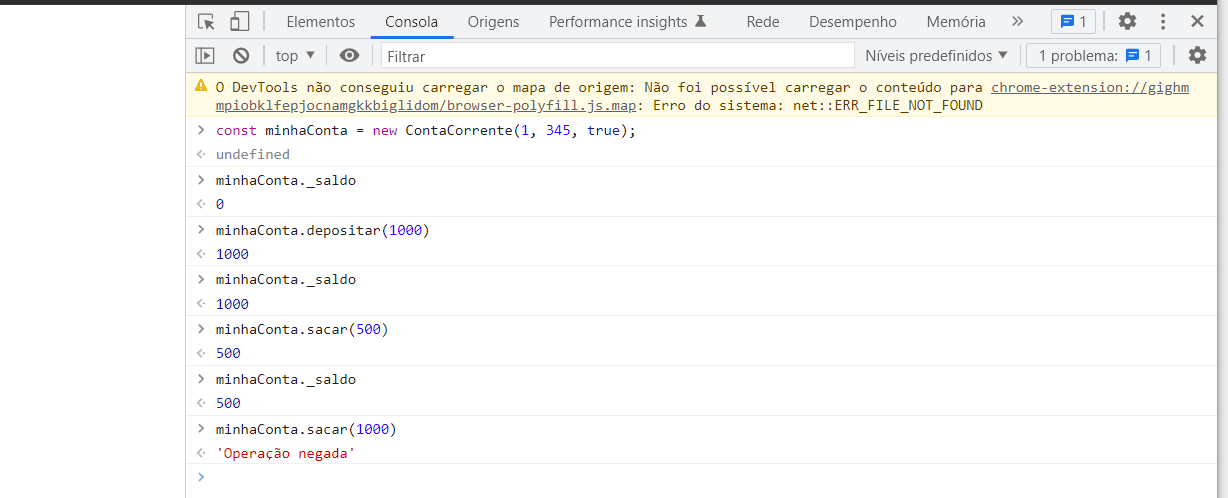 Elementos Consola Origens Performance insights Rede Desempenho Memória » 1
top ▼ Filtrar Níveis predefinidos ▼ 1 problema: 1
O DevTools não conseguiu carregar o mapa de origem: Não foi possível carregar o conteúdo para chrome-extension://gighm
mpiobklfepjocnamgkkbiglidom/browser-polyfill.js.map: Erro do sistema: net::ERR_FILE_NOT_FOUND
> const minhaConta = new ContaCorrente(1, 345, true);
<· undefined
> minhaConta._saldo
<· 0
> minhaConta.depositar(1000)
<· 1000
> minhaConta._saldo
<· 1000
> minhaConta.sacar(500)
<· 500
> minhaConta._saldo
<· 500
> minhaConta.sacar(1000)
<· 'Operação negada'
>